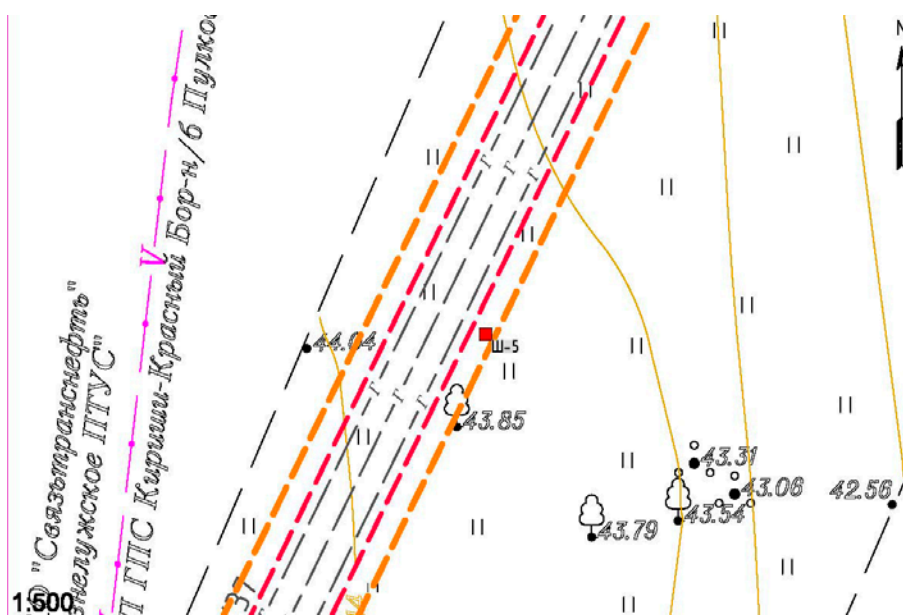 N
П ГПС Кириши-Красный Бор-н/б Пулко
"Связьтранснефть"
ПТУС"
V
Г Г Г
Г Г Г
44.04
Ш-5
43.85
43.31
43.06
42.56
43.54
43.79
37
1:500